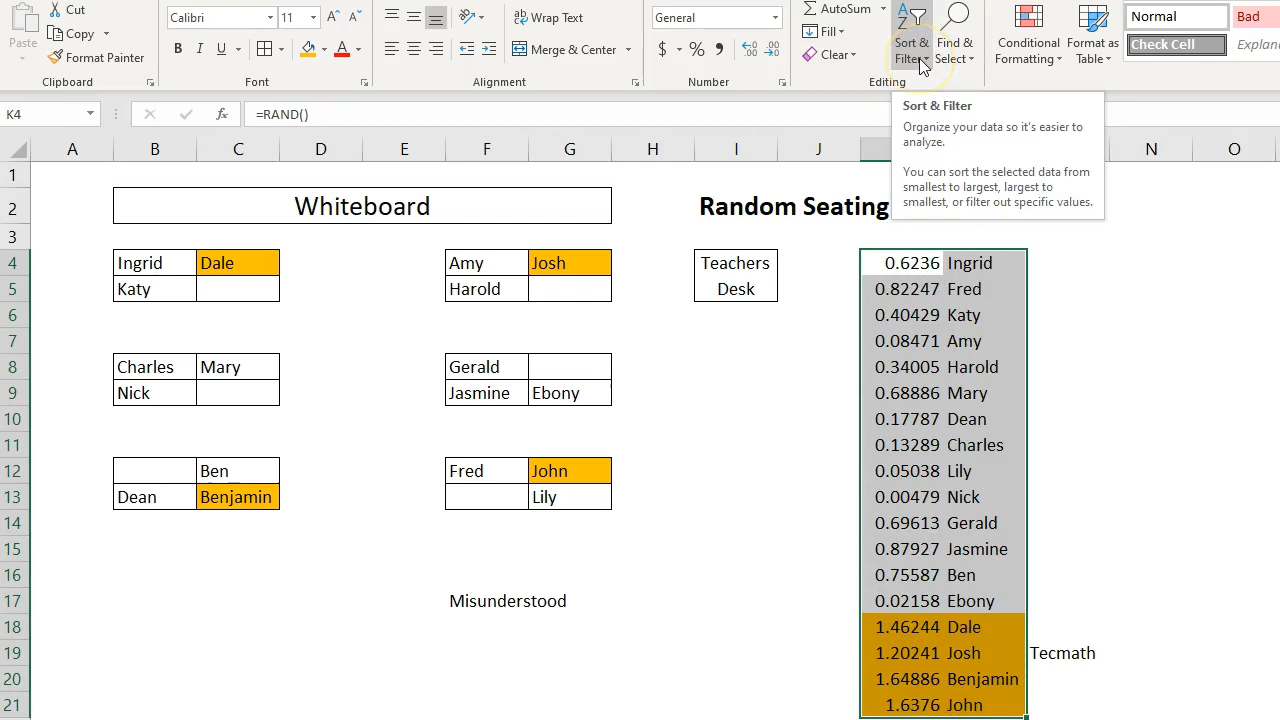 Cut
Copy
Format Painter
Paste
Clipboard
Calibri 11
B I U
Font
Wrap Text
Merge & Center
Alignment
General
$ % ,
Number
AutoSum
Fill
Clear
Sort & Filter
Find & Select
Editing
Conditional Formatting
Format as Table
Normal Bad
Check Cell
Sort & Filter
Organize your data so it's easier to
analyze.
You can sort the selected data from
smallest to largest, largest to
smallest, or filter out specific values.
K4 fx =RAND()
A B C D E F G H I J N O
1
2 Whiteboard Random Seating
3
4 Ingrid Dale Amy Josh Teachers 0.6236 Ingrid
5 Katy Harold Desk 0.82247 Fred
6 0.40429 Katy
7 0.08471 Amy
8 Charles Mary Gerald 0.34005 Harold
9 Nick Jasmine Ebony 0.68886 Mary
10 0.17787 Dean
11 0.13289 Charles
12 Ben Fred John 0.05038 Lily
13 Dean Benjamin Lily 0.00479 Nick
14 0.69613 Gerald
15 0.87927 Jasmine
16 0.75587 Ben
17 Misunderstood 0.02158 Ebony
18 1.46244 Dale
19 1.20241 Josh Tecmath
20 1.64886 Benjamin
21 1.6376 John